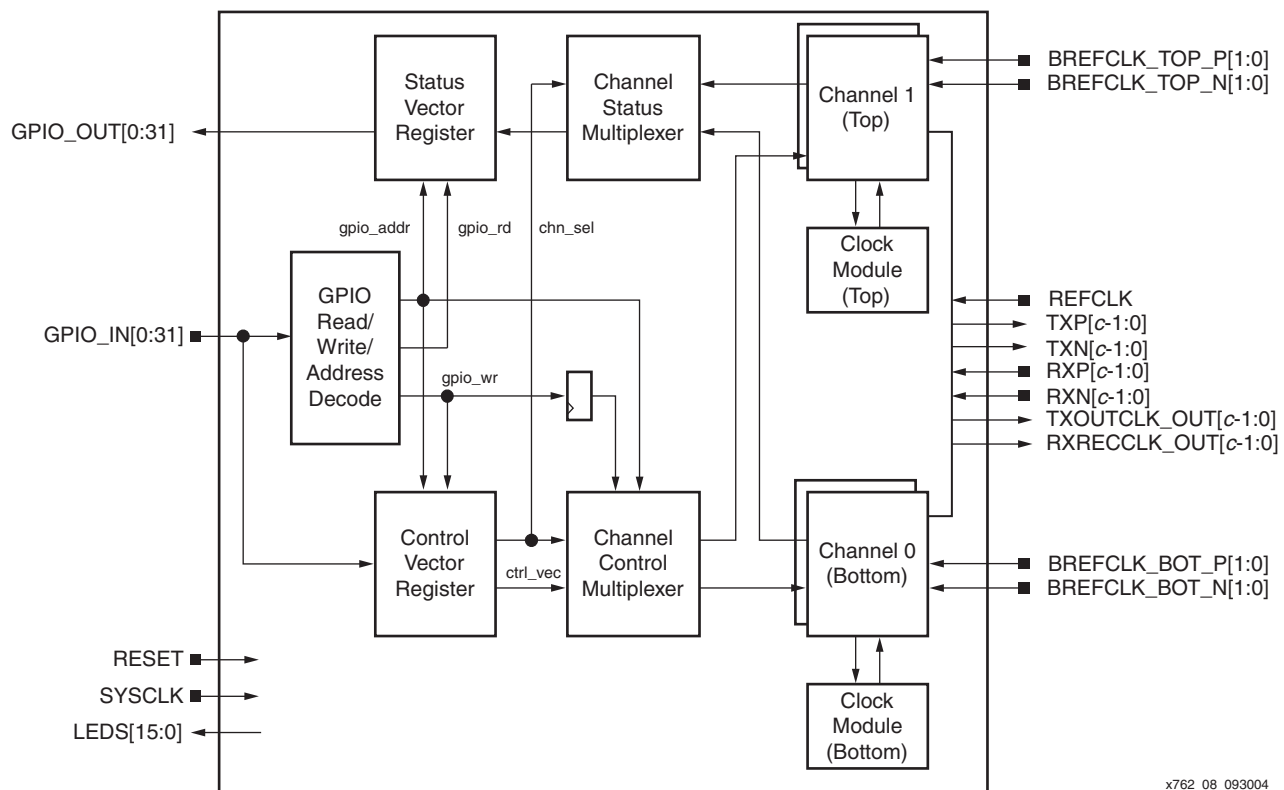 Status
Vector
Register
Channel
Status
Multiplexer
Channel 1
(Top)
BREFCLK_TOP_P[1:0]
BREFCLK_TOP_N[1:0]
GPIO_OUT[0:31]
gpio_addr
gpio_rd
chn_sel
Clock
Module
(Top)
GPIO
Read/
Write/
Address
Decode
GPIO_IN[0:31]
gpio_wr
REFCLK
TXP[c-1:0]
TXN[c-1:0]
RXP[c-1:0]
RXN[c-1:0]
TXOUTCLK_OUT[c-1:0]
RXRECCLK_OUT[c-1:0]
Control
Vector
Register
ctrl_vec
Channel
Control
Multiplexer
Channel 0
(Bottom)
BREFCLK_BOT_P[1:0]
BREFCLK_BOT_N[1:0]
RESET
SYSCLK
LEDS[15:0]
Clock
Module
(Bottom)
x762_08_093004